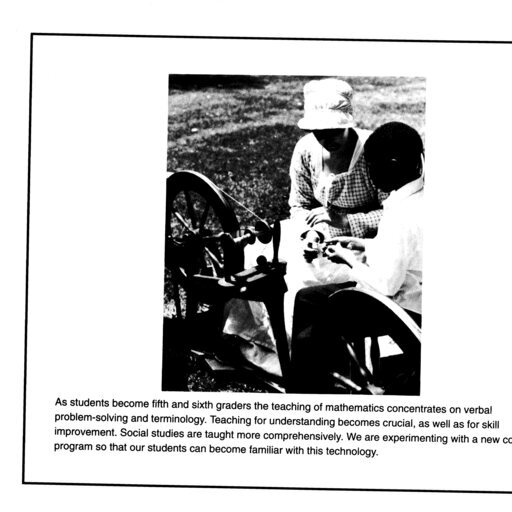 As students become fifth and sixth graders the teaching of mathematics concentrates on verbal
problem-solving and terminology. Teaching for understanding becomes crucial, as well as for skill
improvement. Social studies are taught more comprehensively. We are experimenting with a new
program so that our students can become familiar with this technology.